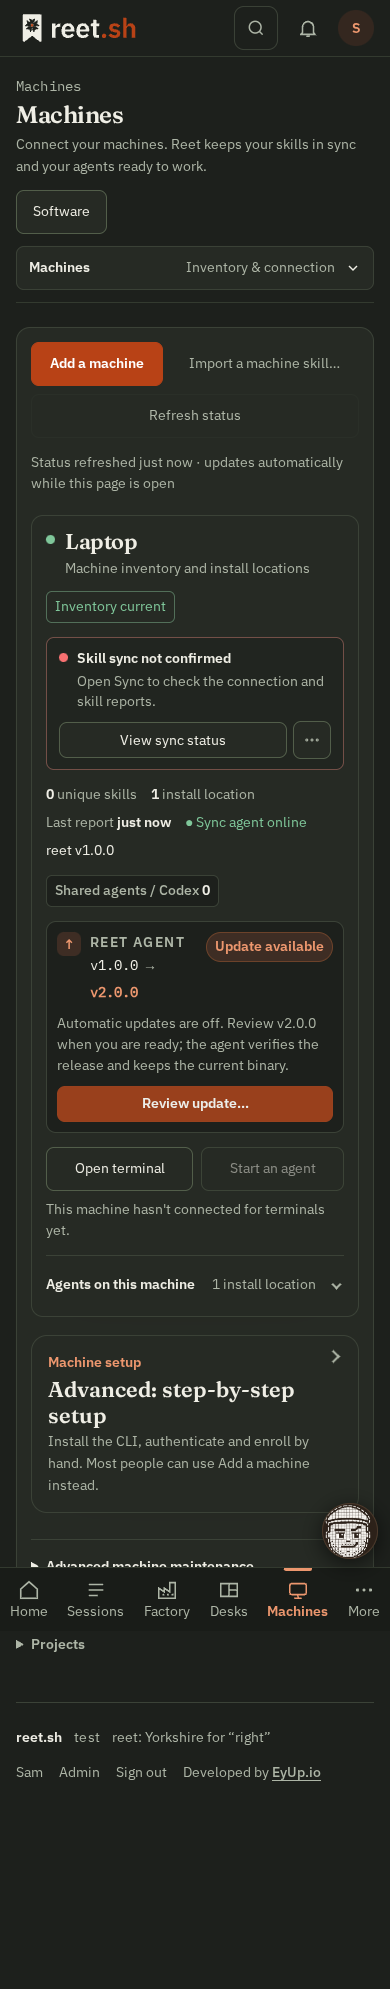 reet.sh
S
Machines
Machines
Connect your machines. Reet keeps your skills in sync
and your agents ready to work.
Software
Machines Inventory & connection
Add a machine Import a machine skill...
Refresh status
Status refreshed just now · updates automatically
while this page is open
Laptop
Machine inventory and install locations
Inventory current
Skill sync not confirmed
Open Sync to check the connection and
skill reports.
View sync status ...
0 unique skills 1 install location
Last report just now ● Sync agent online
reet v1.0.0
Shared agents / Codex 0
↑ REET AGENT Update available
v1.0.0 →
v2.0.0
Automatic updates are off. Review v2.0.0
when you are ready; the agent verifies the
release and keeps the current binary.
Review update...
Open terminal Start an agent
This machine hasn't connected for terminals
yet.
Agents on this machine 1 install location
Machine setup
Advanced: step-by-step
setup
Install the CLI, authenticate and enroll by
hand. Most people can use Add a machine
instead.
Advanced machine maintenance
Home Sessions Factory Desks Machines More
Projects
reet.sh test reet: Yorkshire for “right”
Sam Admin Sign out Developed by EyUp.io